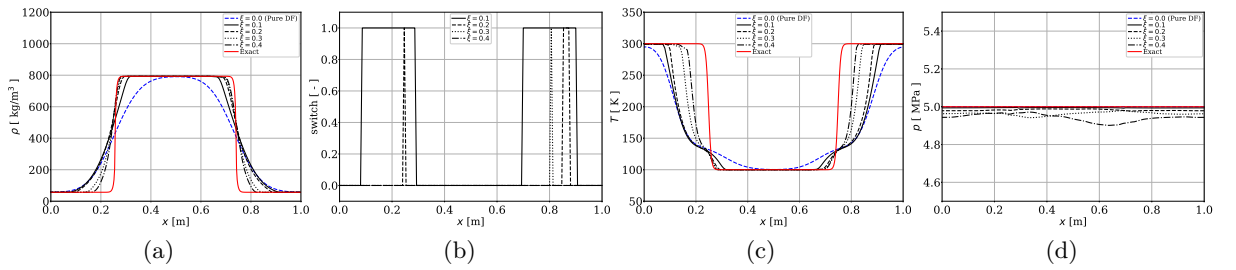 1200
1000
800
600
400
200
0
ρ [ kg/m³ ]
ξ = 0.0 (Pure DF)
ξ = 0.1
ξ = 0.2
ξ = 0.3
ξ = 0.4
Exact
0.0 0.2 0.4 0.6 0.8 1.0
x [m]
(a)
1.0
0.8
0.6
0.4
0.2
0.0
switch [ - ]
ξ = 0.1
ξ = 0.2
ξ = 0.3
ξ = 0.4
0.0 0.2 0.4 0.6 0.8 1.0
x [m]
(b)
350
300
250
200
150
100
50
T [ K ]
ξ = 0.0 (Pure DF)
ξ = 0.1
ξ = 0.2
ξ = 0.3
ξ = 0.4
Exact
0.0 0.2 0.4 0.6 0.8 1.0
x [m]
(c)
5.4
5.2
5.0
4.8
4.6
p [ MPa ]
ξ = 0.0 (Pure DF)
ξ = 0.1
ξ = 0.2
ξ = 0.3
ξ = 0.4
Exact
0.0 0.2 0.4 0.6 0.8 1.0
x [m]
(d)